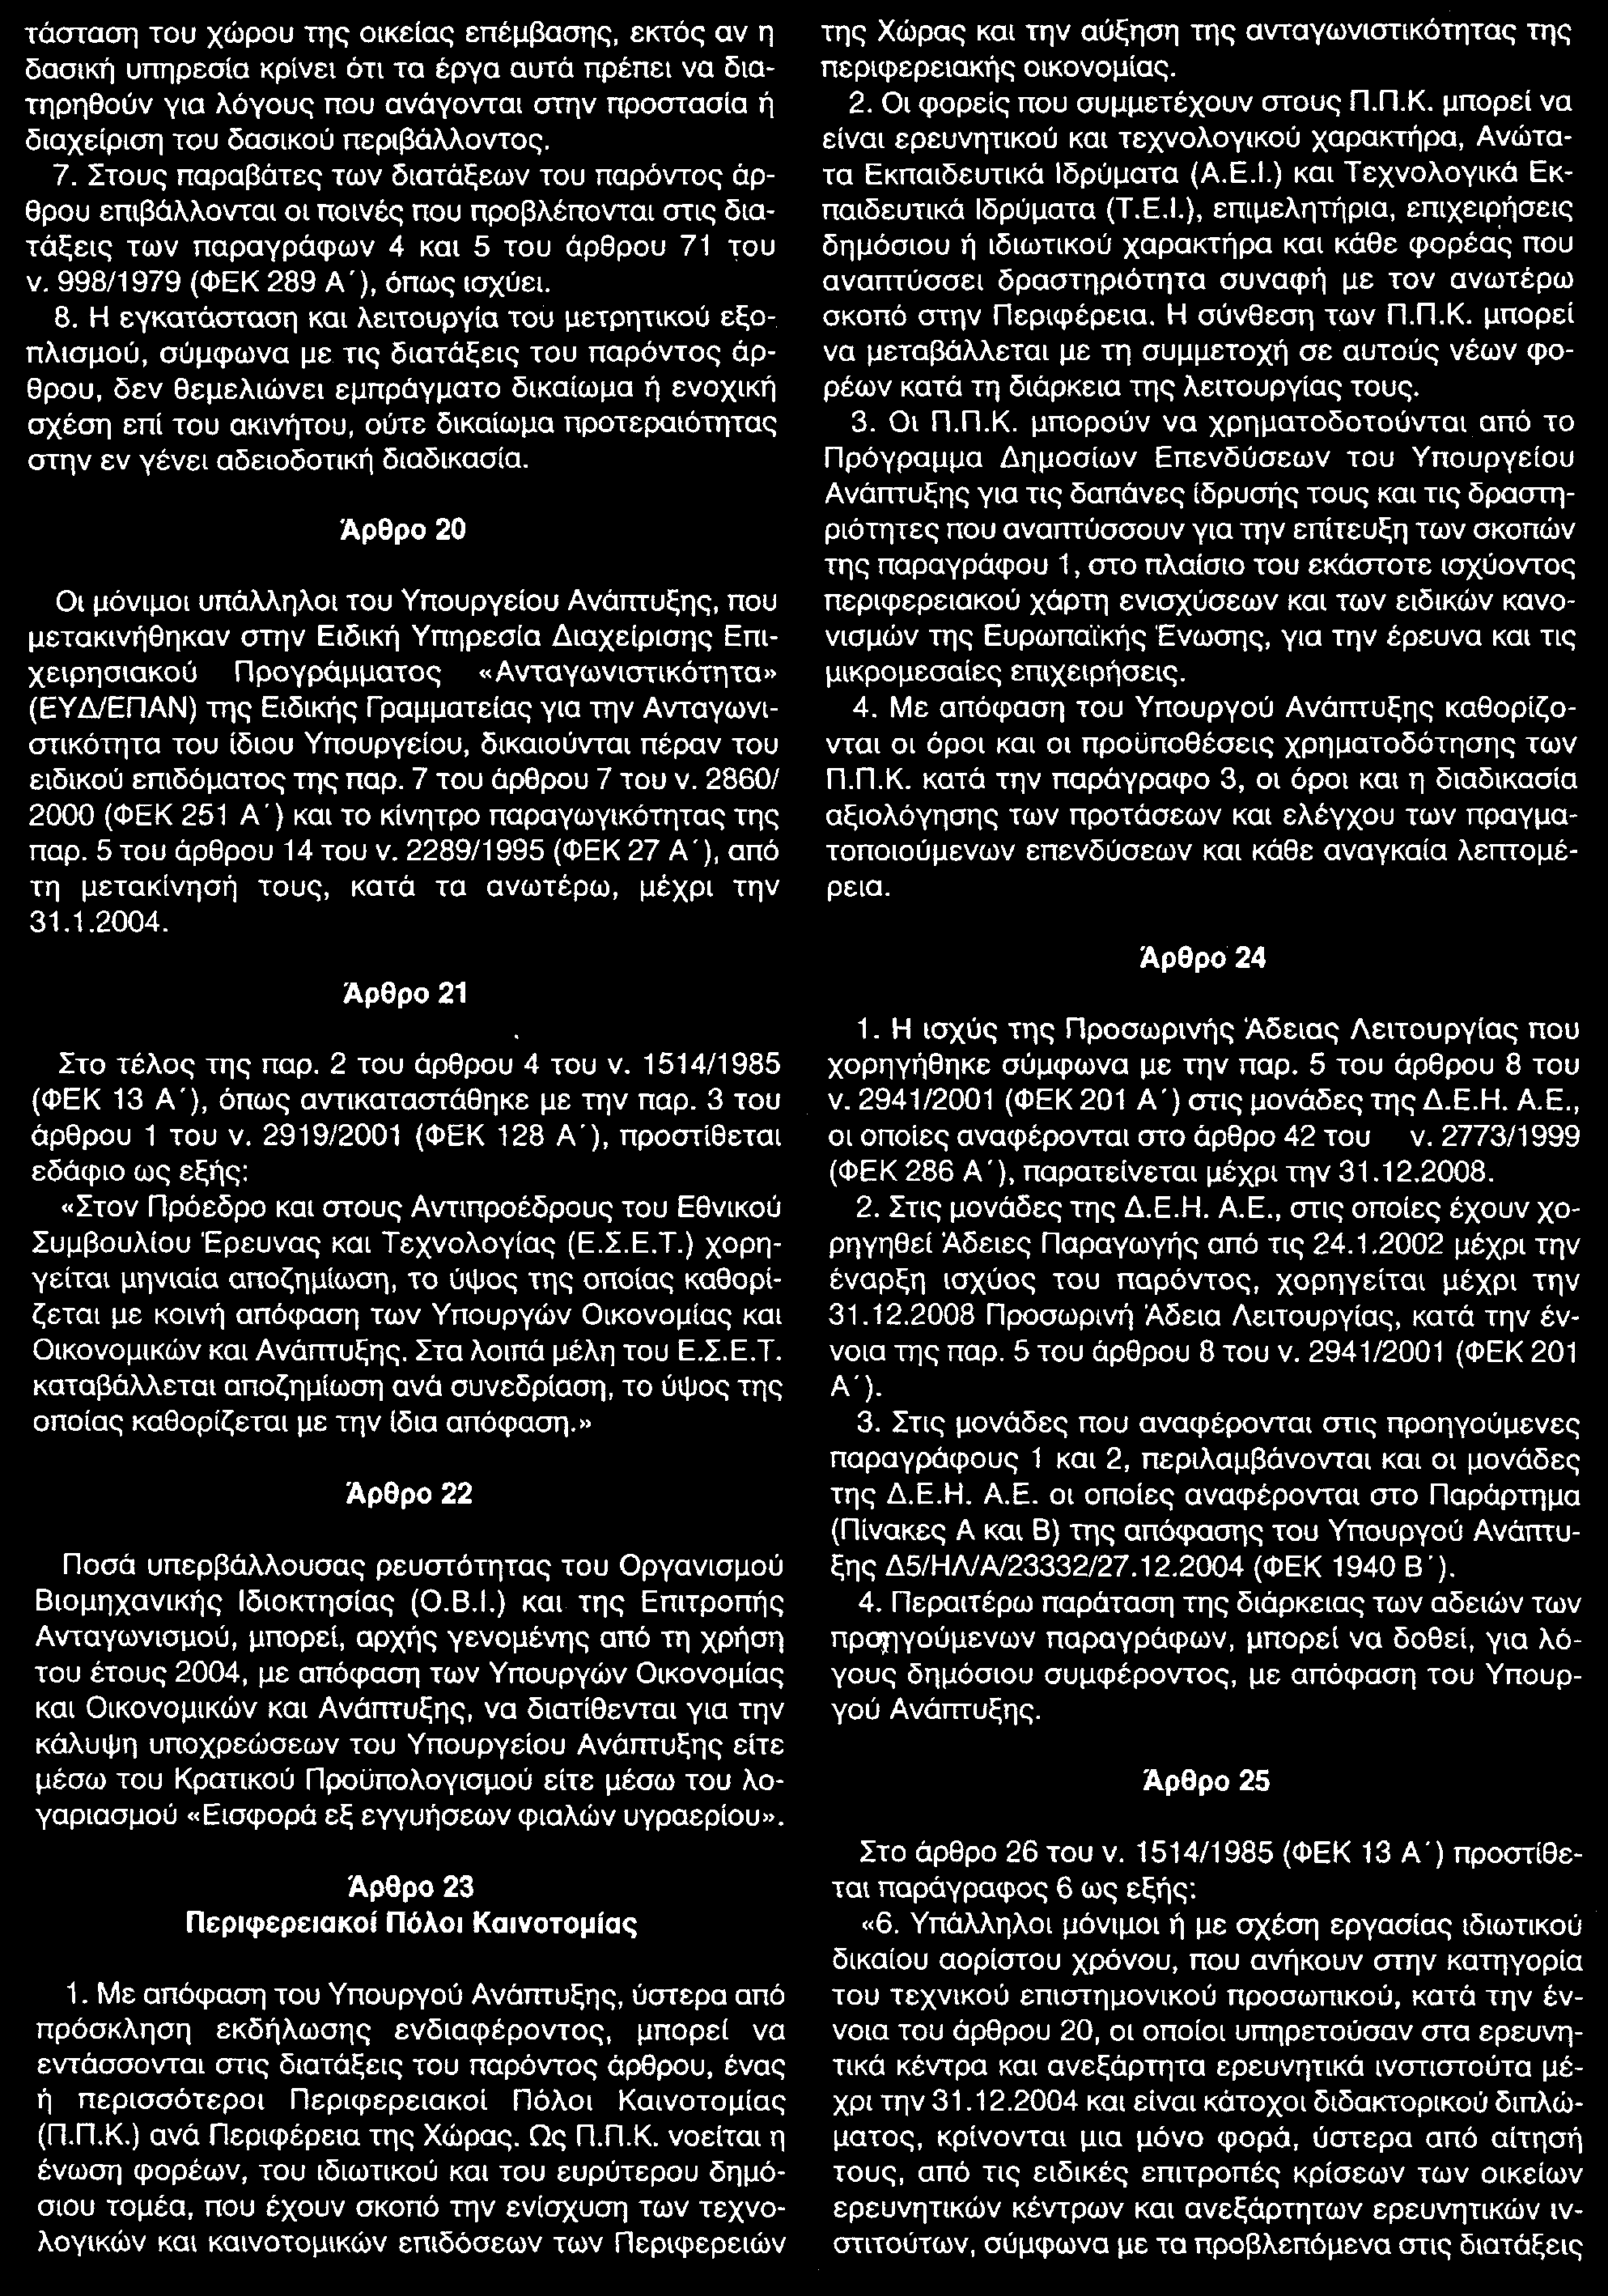 τάσταση του χώρου της οικείας επέμβασης, εκτός αν η
δασική υπηρεσία κρίνει ότι τα έργα αυτά πρέπει να δια-
τηρηθούν για λόγους που ανάγονται στην προστασία ή
διαχείριση του δασικού περιβάλλοντος.
7. Στους παραβάτες των διατάξεων του παρόντος άρ-
θρου επιβάλλονται οι ποινές που προβλέπονται στις δια-
τάξεις των παραγράφων 4 και 5 του άρθρου 71 του
ν. 998/1979 (ΦΕΚ 289 Α΄), όπως ισχύει.
8. Η εγκατάσταση και λειτουργία του μετρητικού εξο-
πλισμού, σύμφωνα με τις διατάξεις του παρόντος άρ-
θρου, δεν θεμελιώνει εμπράγματο δικαίωμα ή ενοχική
σχέση επί του ακινήτου, ούτε δικαίωμα προτεραιότητας
στην εν γένει αδειοδοτική διαδικασία.
Άρθρο 20
Οι μόνιμοι υπάλληλοι του Υπουργείου Ανάπτυξης, που
μετακινήθηκαν στην Ειδική Υπηρεσία Διαχείρισης Επι-
χειρησιακού Προγράμματος «Ανταγωνιστικότητα»
(ΕΥΔ/ΕΠΑΝ) της Ειδικής Γραμματείας για την Ανταγωνι-
στικότητα του ίδιου Υπουργείου, δικαιούνται πέραν του
ειδικού επιδόματος της παρ. 7 του άρθρου 7 του ν. 2860/
2000 (ΦΕΚ 251 Α΄) και το κίνητρο παραγωγικότητας της
παρ. 5 του άρθρου 14 του ν. 2289/1995 (ΦΕΚ 27 Α΄), από
τη μετακίνησή τους, κατά τα ανωτέρω, μέχρι την
31.1.2004.
Άρθρο 21
Στο τέλος της παρ. 2 του άρθρου 4 του ν. 1514/1985
(ΦΕΚ 13 Α΄), όπως αντικαταστάθηκε με την παρ. 3 του
άρθρου 1 του ν. 2919/2001 (ΦΕΚ 128 Α΄), προστίθεται
εδάφιο ως εξής:
«Στον Πρόεδρο και στους Αντιπροέδρους του Εθνικού
Συμβουλίου Έρευνας και Τεχνολογίας (Ε.Σ.Ε.Τ.) χορη-
γείται μηνιαία αποζημίωση, το ύψος της οποίας καθορί-
ζεται με κοινή απόφαση των Υπουργών Οικονομίας και
Οικονομικών και Ανάπτυξης. Στα λοιπά μέλη του Ε.Σ.Ε.Τ.
καταβάλλεται αποζημίωση ανά συνεδρίαση, το ύψος της
οποίας καθορίζεται με την ίδια απόφαση.»
Άρθρο 22
Ποσά υπερβάλλουσας ρευστότητας του Οργανισμού
Βιομηχανικής Ιδιοκτησίας (Ο.Β.Ι.) και της Επιτροπής
Ανταγωνισμού, μπορεί, αρχής γενομένης από τη χρήση
του έτους 2004, με απόφαση των Υπουργών Οικονομίας
και Οικονομικών και Ανάπτυξης, να διατίθενται για την
κάλυψη υποχρεώσεων του Υπουργείου Ανάπτυξης είτε
μέσω του Κρατικού Προϋπολογισμού είτε μέσω του λο-
γαριασμού «Εισφορά εξ εγγυήσεων φιαλών υγραερίου».
Άρθρο 23
Περιφερειακοί Πόλοι Καινοτομίας
1. Με απόφαση του Υπουργού Ανάπτυξης, ύστερα από
πρόσκληση εκδήλωσης ενδιαφέροντος, μπορεί να
εντάσσονται στις διατάξεις του παρόντος άρθρου, ένας
ή περισσότεροι Περιφερειακοί Πόλοι Καινοτομίας
(Π.Π.Κ.) ανά Περιφέρεια της Χώρας. Ως Π.Π.Κ. νοείται η
ένωση φορέων, του ιδιωτικού και του ευρύτερου δημό-
σιου τομέα, που έχουν σκοπό την ενίσχυση των τεχνο-
λογικών και καινοτομικών επιδόσεων των Περιφερειών
της Χώρας και την αύξηση της ανταγωνιστικότητας της
περιφερειακής οικονομίας.
2. Οι φορείς που συμμετέχουν στους Π.Π.Κ. μπορεί να
είναι ερευνητικού και τεχνολογικού χαρακτήρα, Ανώτα-
τα Εκπαιδευτικά Ιδρύματα (Α.Ε.Ι.) και Τεχνολογικά Εκ-
παιδευτικά Ιδρύματα (Τ.Ε.Ι.), επιμελητήρια, επιχειρήσεις
δημόσιου ή ιδιωτικού χαρακτήρα και κάθε φορέας που
αναπτύσσει δραστηριότητα συναφή με τον ανωτέρω
σκοπό στην Περιφέρεια. Η σύνθεση των Π.Π.Κ. μπορεί
να μεταβάλλεται με τη συμμετοχή σε αυτούς νέων φο-
ρέων κατά τη διάρκεια της λειτουργίας τους.
3. Οι Π.Π.Κ. μπορούν να χρηματοδοτούνται από το
Πρόγραμμα Δημοσίων Επενδύσεων του Υπουργείου
Ανάπτυξης για τις δαπάνες ίδρυσής τους και τις δραστη-
ριότητες που αναπτύσσουν για την επίτευξη των σκοπών
της παραγράφου 1, στο πλαίσιο του εκάστοτε ισχύοντος
περιφερειακού χάρτη ενισχύσεων και των ειδικών κανο-
νισμών της Ευρωπαϊκής Ένωσης, για την έρευνα και τις
μικρομεσαίες επιχειρήσεις.
4. Με απόφαση του Υπουργού Ανάπτυξης καθορίζο-
νται οι όροι και οι προϋποθέσεις χρηματοδότησης των
Π.Π.Κ. κατά την παράγραφο 3, οι όροι και η διαδικασία
αξιολόγησης των προτάσεων και ελέγχου των πραγμα-
τοποιούμενων επενδύσεων και κάθε αναγκαία λεπτομέ-
ρεια.
Άρθρο 24
1. Η ισχύς της Προσωρινής Άδειας Λειτουργίας που
χορηγήθηκε σύμφωνα με την παρ. 5 του άρθρου 8 του
ν. 2941/2001 (ΦΕΚ 201 Α΄) στις μονάδες της Δ.Ε.Η. Α.Ε.,
οι οποίες αναφέρονται στο άρθρο 42 του ν. 2773/1999
(ΦΕΚ 286 Α΄), παρατείνεται μέχρι την 31.12.2008.
2. Στις μονάδες της Δ.Ε.Η. Α.Ε., στις οποίες έχουν χο-
ρηγηθεί Άδειες Παραγωγής από τις 24.1.2002 μέχρι την
έναρξη ισχύος του παρόντος, χορηγείται μέχρι την
31.12.2008 Προσωρινή Άδεια Λειτουργίας, κατά την έν-
νοια της παρ. 5 του άρθρου 8 του ν. 2941/2001 (ΦΕΚ 201
Α΄).
3. Στις μονάδες που αναφέρονται στις προηγούμενες
παραγράφους 1 και 2, περιλαμβάνονται και οι μονάδες
της Δ.Ε.Η. Α.Ε. οι οποίες αναφέρονται στο Παράρτημα
(Πίνακες Α και Β) της απόφασης του Υπουργού Ανάπτυ-
ξης Δ5/ΗΛ/Α/23332/27.12.2004 (ΦΕΚ 1940 Β΄).
4. Περαιτέρω παράταση της διάρκειας των αδειών των
προηγούμενων παραγράφων, μπορεί να δοθεί, για λό-
γους δημόσιου συμφέροντος, με απόφαση του Υπουρ-
γού Ανάπτυξης.
Άρθρο 25
Στο άρθρο 26 του ν. 1514/1985 (ΦΕΚ 13 Α΄) προστίθε-
ται παράγραφος 6 ως εξής:
«6. Υπάλληλοι μόνιμοι ή με σχέση εργασίας ιδιωτικού
δικαίου αορίστου χρόνου, που ανήκουν στην κατηγορία
του τεχνικού επιστημονικού προσωπικού, κατά την έν-
νοια του άρθρου 20, οι οποίοι υπηρετούσαν στα ερευνη-
τικά κέντρα και ανεξάρτητα ερευνητικά ινστιστούτα μέ-
χρι την 31.12.2004 και είναι κάτοχοι διδακτορικού διπλώ-
ματος, κρίνονται μια μόνο φορά, ύστερα από αίτησή
τους, από τις ειδικές επιτροπές κρίσεων των οικείων
ερευνητικών κέντρων και ανεξάρτητων ερευνητικών ιν-
στιτούτων, σύμφωνα με τα προβλεπόμενα στις διατάξεις